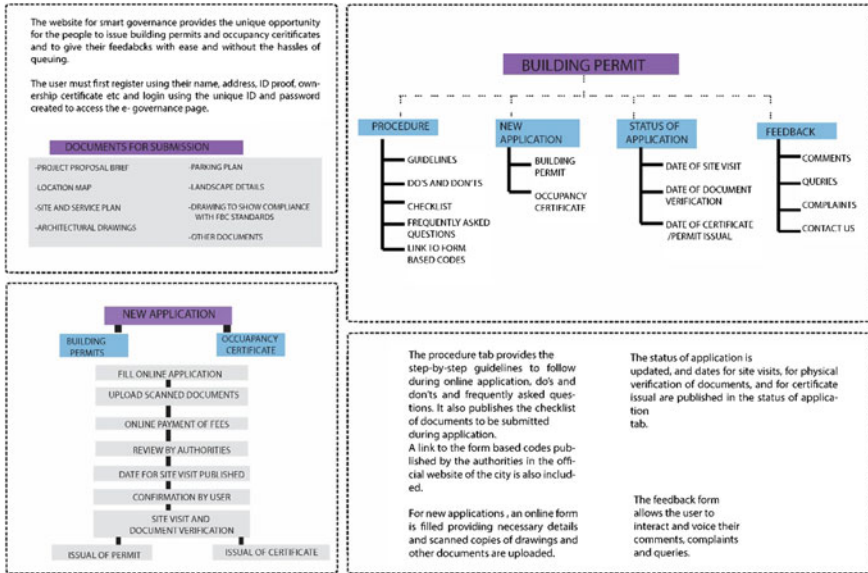 The website for smart governance provides the unique opportunity
for the people to issue building permits and occupancy ceritificates
and to give their feedabcks with ease and without the hassles of
queuing.
The user must first register using their name, address, ID proof, own-
ership certificate etc and login using the unique ID and password
created to access the e- governance page.
DOCUMENTS FOR SUBMISSION
-PROJECT PROPOSAL BRIEF
-LOCATION MAP
-SITE AND SERVICE PLAN
-ARCHITECTURAL DRAWINGS
-PARKING PLAN
-LANDSCAPE DETAILS
-DRAWING TO SHOW COMPLIANCE
WITH FBC STANDARDS
-OTHER DOCUMENTS
BUILDING PERMIT
PROCEDURE
GUIDELINES
DO'S AND DON'TS
CHECKLIST
FREQUENTLY ASKED
QUESTIONS
LINK TO FORM
BASED CODES
NEW
APPLICATION
BUILDING
PERMIT
OCCUPANCY
CERTIFICATE
STATUS OF
APPLICATION
DATE OF SITE VISIT
DATE OF DOCUMENT
VERIFICATION
DATE OF CERTIFICATE
/PERMIT ISSUAL
FEEDBACK
COMMENTS
QUERIES
COMPLAINTS
CONTACT US
NEW APPLICATION
BUILDING
PERMITS
OCCUAPANCY
CERTIFICATE
FILL ONLINE APPLICATION
UPLOAD SCANNED DOCUMENTS
ONLINE PAYMENT OF FEES
REVIEW BY AUTHORITIES
DATE FOR SITE VISIT PUBLISHED
CONFIRMATION BY USER
SITE VISIT AND
DOCUMENT VERIFICATION
ISSUAL OF PERMIT
ISSUAL OF CERTIFICATE
The procedure tab provides the
step-by-step guidelines to follow
during online application, do's and
don'ts and frequently asked ques-
tions. It also publishes the checklist
of documents to be submitted
during application.
A link to the form based codes pub-
lished by the authorities in the offi-
cial website of the city is also includ-
ed.
For new applications , an online form
is filled providing necessary details
and scanned copies of drawings and
other documents are uploaded.
The status of application is
updated, and dates for site visits, for physical
verification of documents, and for certificate
issual are published in the status of applica-
tion
tab.
The feedback form
allows the user to
interact and voice their
comments, complaints
and queries.